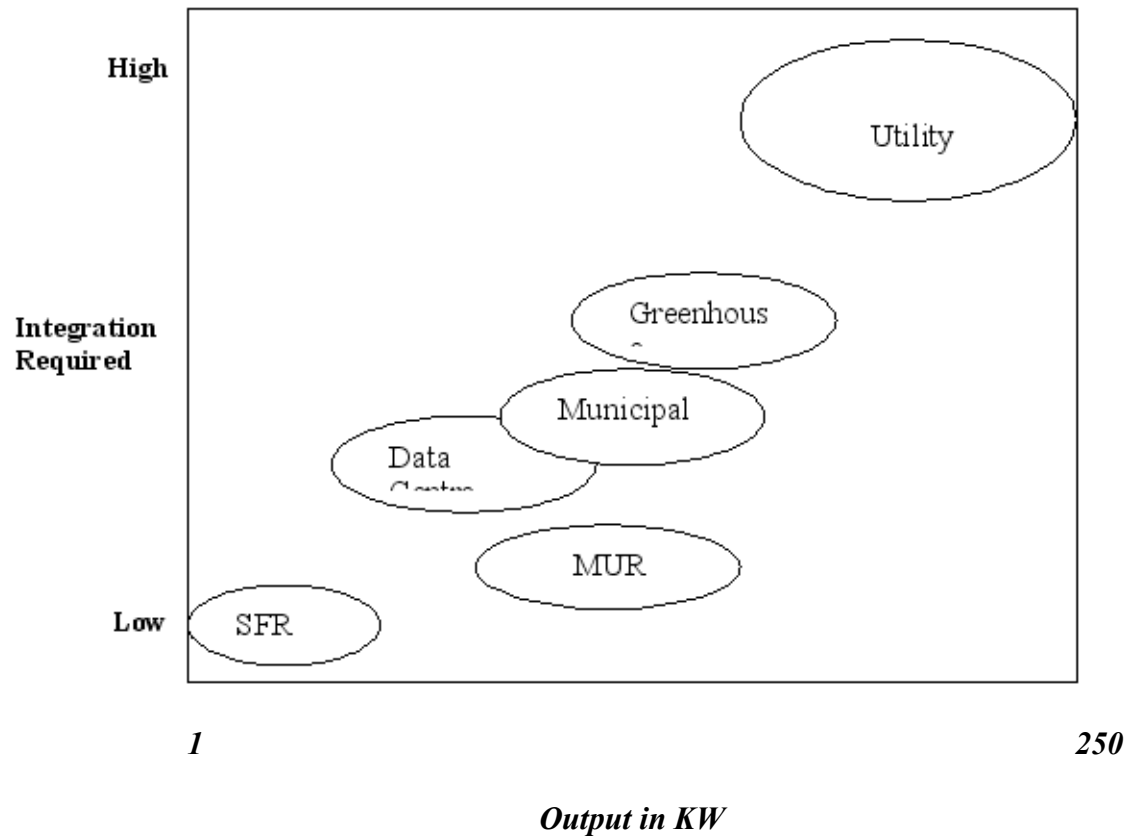 High
Utility
Greenhous
Integration
Required
Municipal
Data
MUR
Low
SFR
1
250
Output in KW